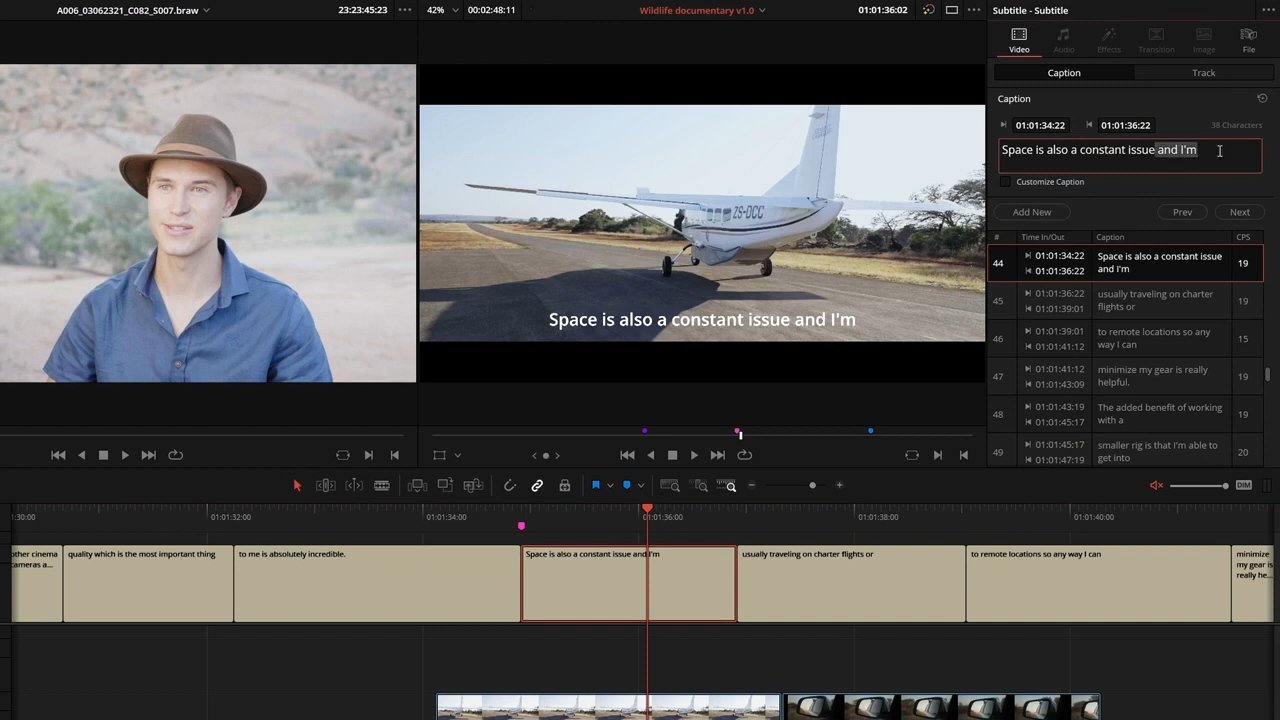 A006_03062321_C082_S007.braw
23:23:45:23
42%
00:02:48:11
Wildlife documentary v1.0
01:01:36:02
Subtitle - Subtitle
Video
Audio
Effects
Transition
Image
File
Caption
Track
Caption
01:01:34:22
01:01:36:22
38 Characters
Space is also a constant issue and I'm
Customize Caption
Add New
Prev
Next
#
Time In/Out
Caption
CPS
44
01:01:34:22
01:01:36:22
Space is also a constant issue
and I'm
19
45
01:01:36:22
01:01:39:01
usually traveling on charter
flights or
19
46
01:01:39:01
01:01:41:12
to remote locations so any
way I can
15
47
01:01:41:12
01:01:43:09
minimize my gear is really
helpful.
19
48
01:01:43:19
01:01:45:17
The added benefit of working
with a
19
49
01:01:45:17
01:01:47:19
smaller rig is that I'm able to
get into
20
ZS-DCC
Space is also a constant issue and I'm
DIM
:30:00
01:01:32:00
01:01:34:00
01:01:36:00
01:01:38:00
01:01:40:00
other cinema
cameras a...
quality which is the most important thing
to me is absolutely incredible.
Space is also a constant issue and I'm
usually traveling on charter flights or
to remote locations so any way I can
minimize
my gear is
really he...